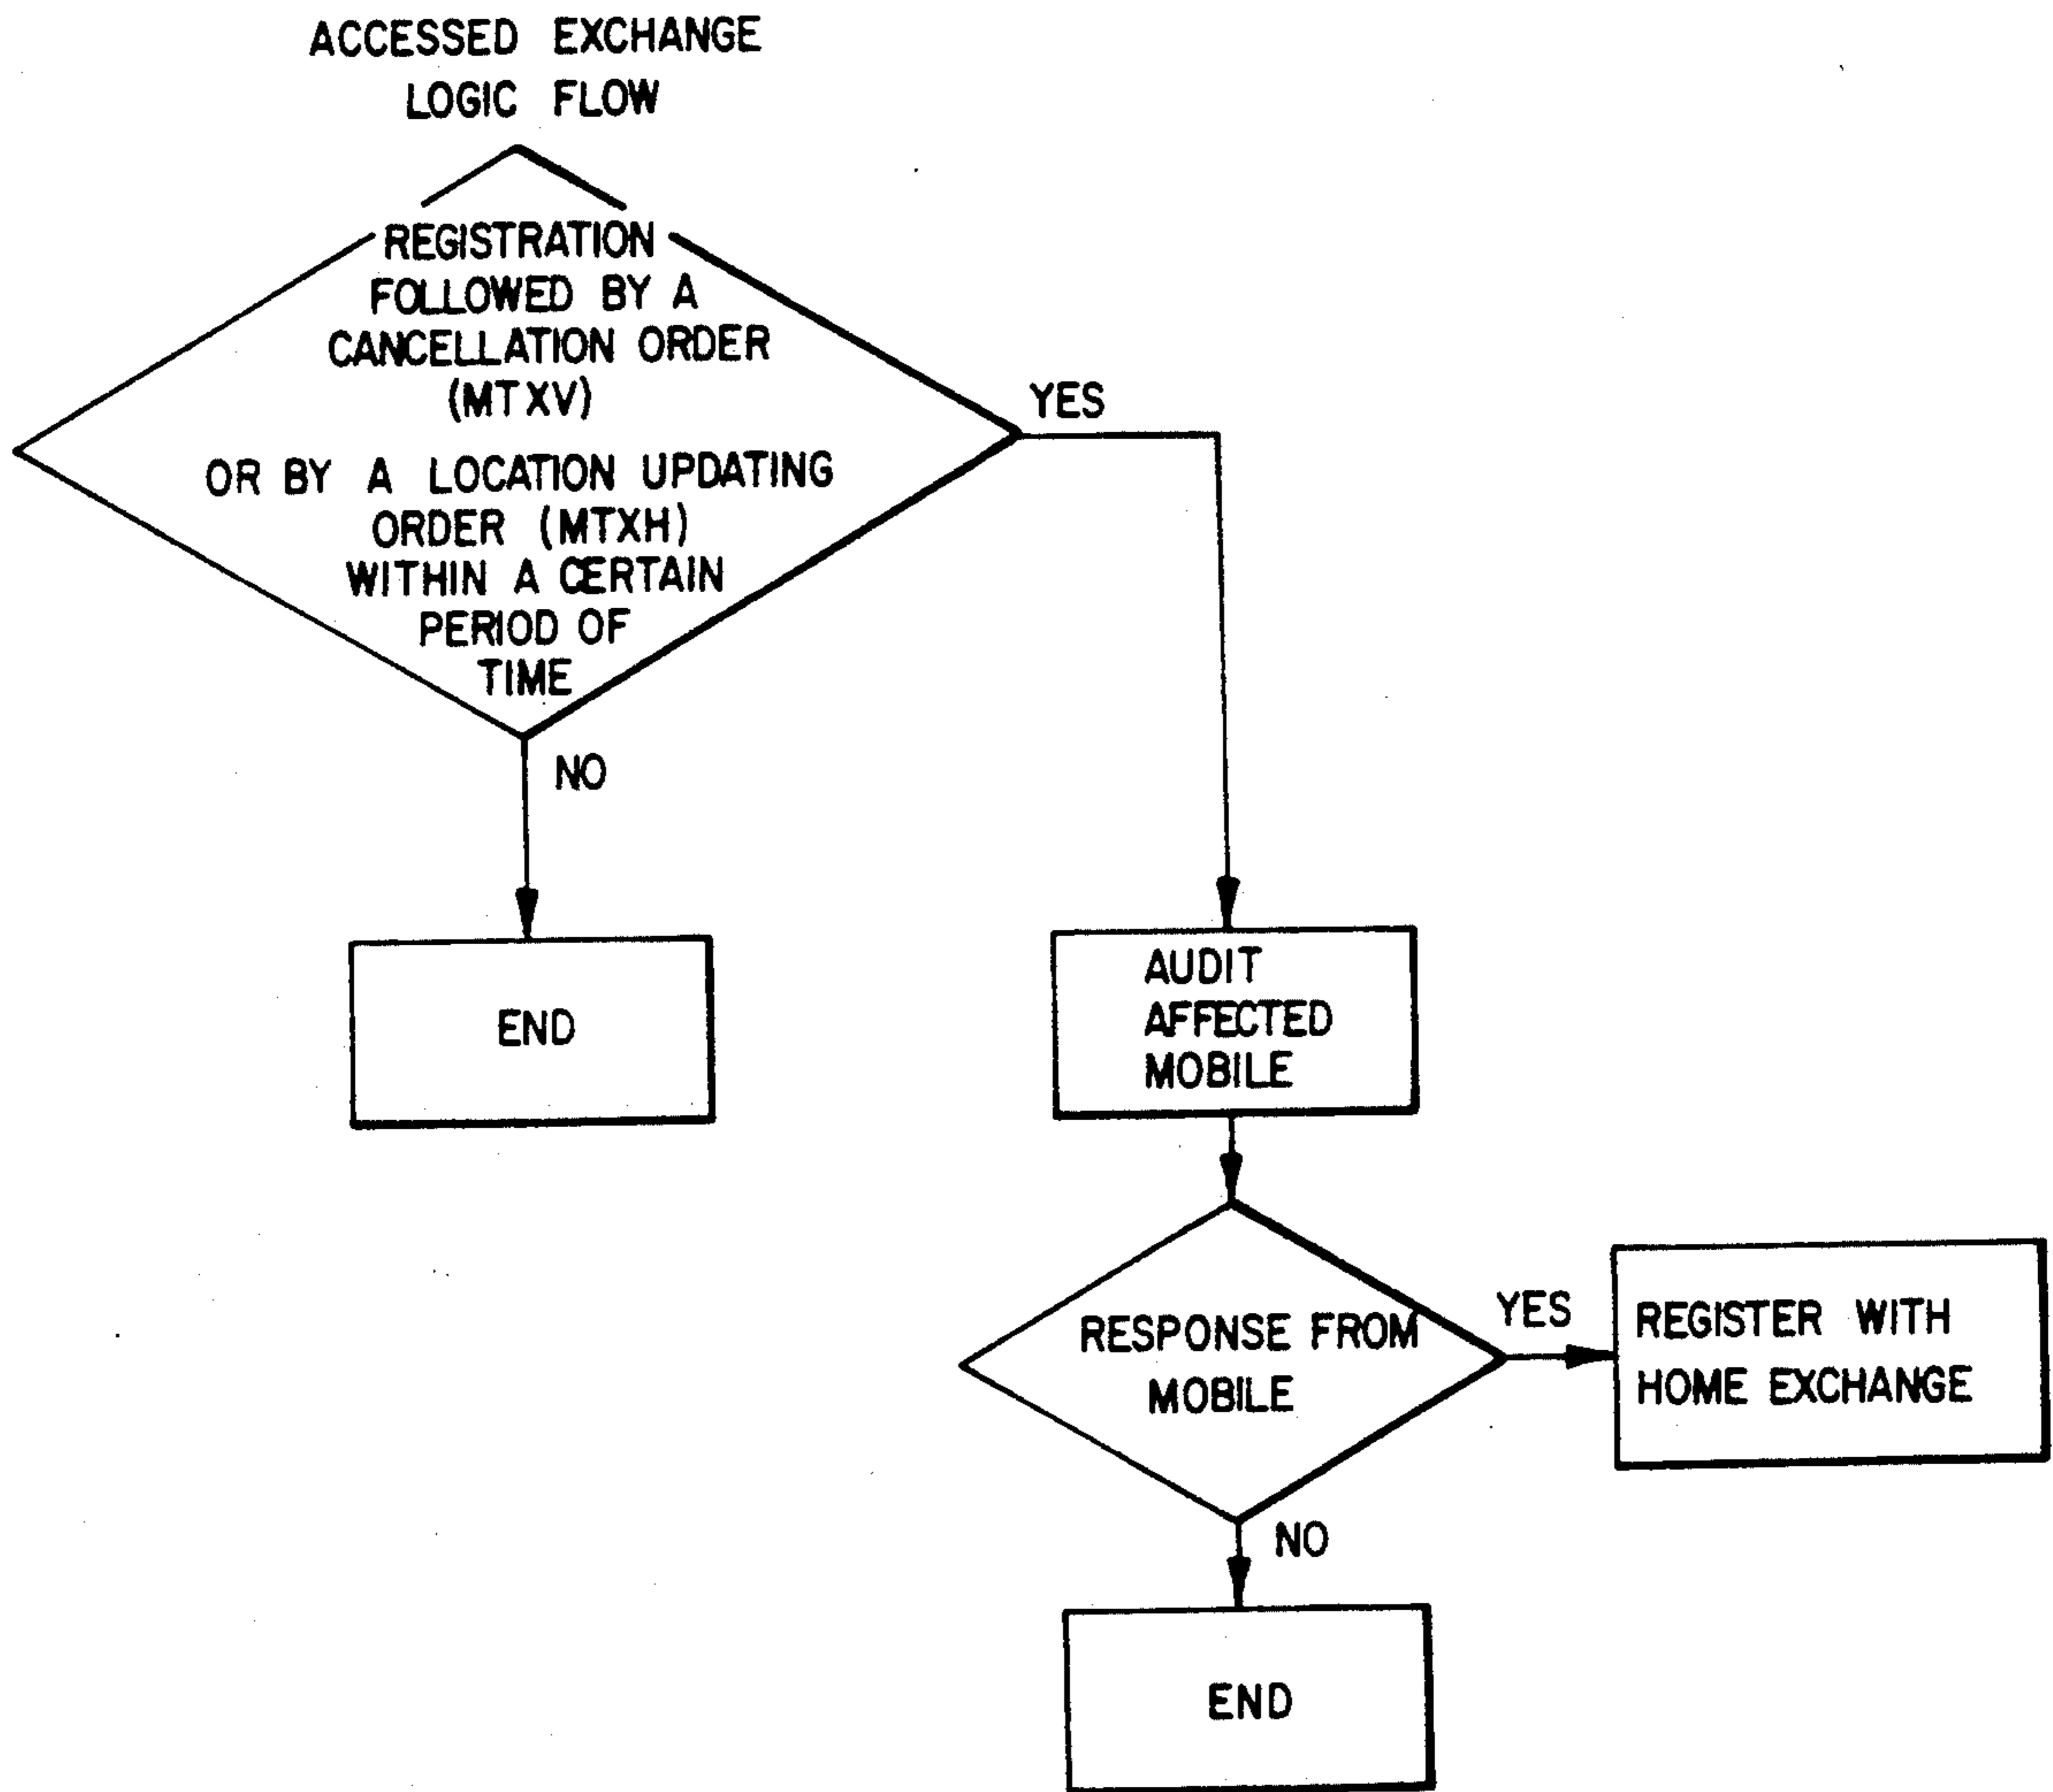 ACCESSED EXCHANGE
LOGIC FLOW
REGISTRATION
FOLLOWED BY A
CANCELLATION ORDER
(MTXV)
OR BY A LOCATION UPDATING
ORDER (MTXH)
WITHIN A CERTAIN
PERIOD OF
TIME
YES
NO
END
AUDIT
AFFECTED
MOBILE
RESPONSE FROM
MOBILE
YES
REGISTER WITH
HOME EXCHANGE
NO
END